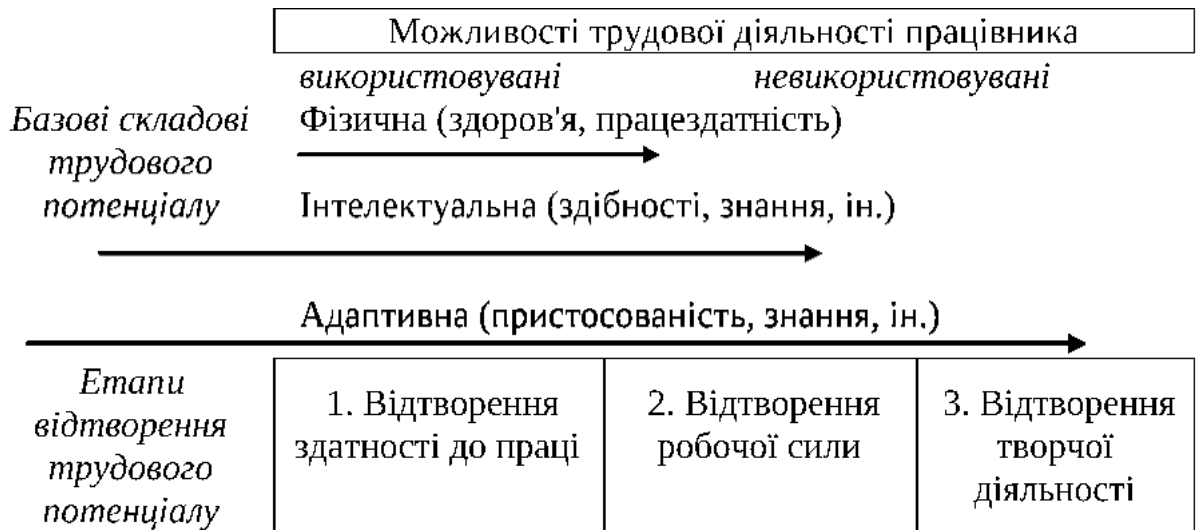 Можливості трудової діяльності працівника
використовувані невикористовувані
Базові складові
трудового
потенціалу
Фізична (здоров'я, працездатність)
Інтелектуальна (здібності, знання, ін.)
Адаптивна (пристосованість, знання, ін.)
Етапи
відтворення
трудового
потенціалу
1. Відтворення
здатності до праці
2. Відтворення
робочої сили
3. Відтворення
творчої
діяльності